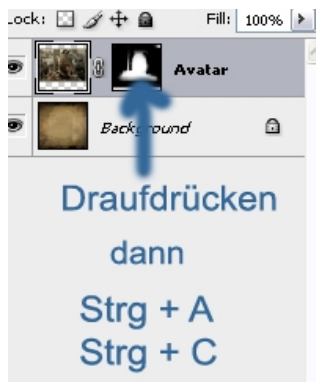 Lock:
Fill: 100%
Avatar
Background
Draufdrücken
dann
Strg + A
Strg + C